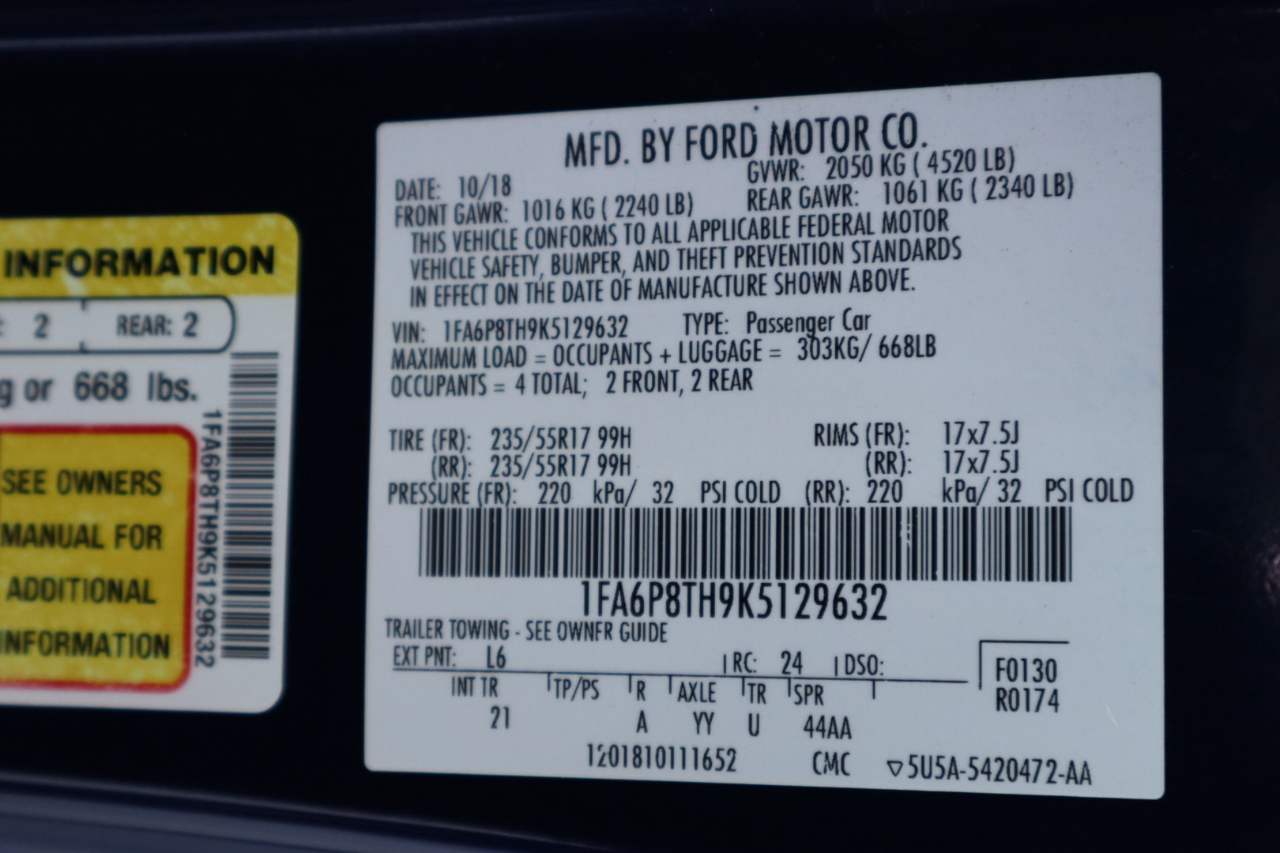 INFORMATION
: 2 REAR: 2
g or 668 lbs.
1FA6P8TH9K5129632
SEE OWNERS
MANUAL FOR
ADDITIONAL
INFORMATION
MFD. BY FORD MOTOR CO.
DATE: 10/18 GVWR: 2050 KG ( 4520 LB)
FRONT GAWR: 1016 KG ( 2240 LB) REAR GAWR: 1061 KG ( 2340 LB)
THIS VEHICLE CONFORMS TO ALL APPLICABLE FEDERAL MOTOR
VEHICLE SAFETY, BUMPER, AND THEFT PREVENTION STANDARDS
IN EFFECT ON THE DATE OF MANUFACTURE SHOWN ABOVE.
VIN: 1FA6P8TH9K5129632 TYPE: Passenger Car
MAXIMUM LOAD = OCCUPANTS + LUGGAGE = 303KG/ 668LB
OCCUPANTS = 4 TOTAL; 2 FRONT, 2 REAR
TIRE (FR): 235/55R17 99H RIMS (FR): 17x7.5J
(RR): 235/55R17 99H (RR): 17x7.5J
PRESSURE (FR): 220 kPa/ 32 PSI COLD (RR): 220 kPa/ 32 PSI COLD
1FA6P8TH9K5129632
TRAILER TOWING - SEE OWNER GUIDE
EXT PNT: L6 RC: 24 DSO: F0130
INT TR TP/PS R AXLE TR SPR R0174
21 A YY U 44AA
1201810111652 CMC ▽5U5A-5420472-AA